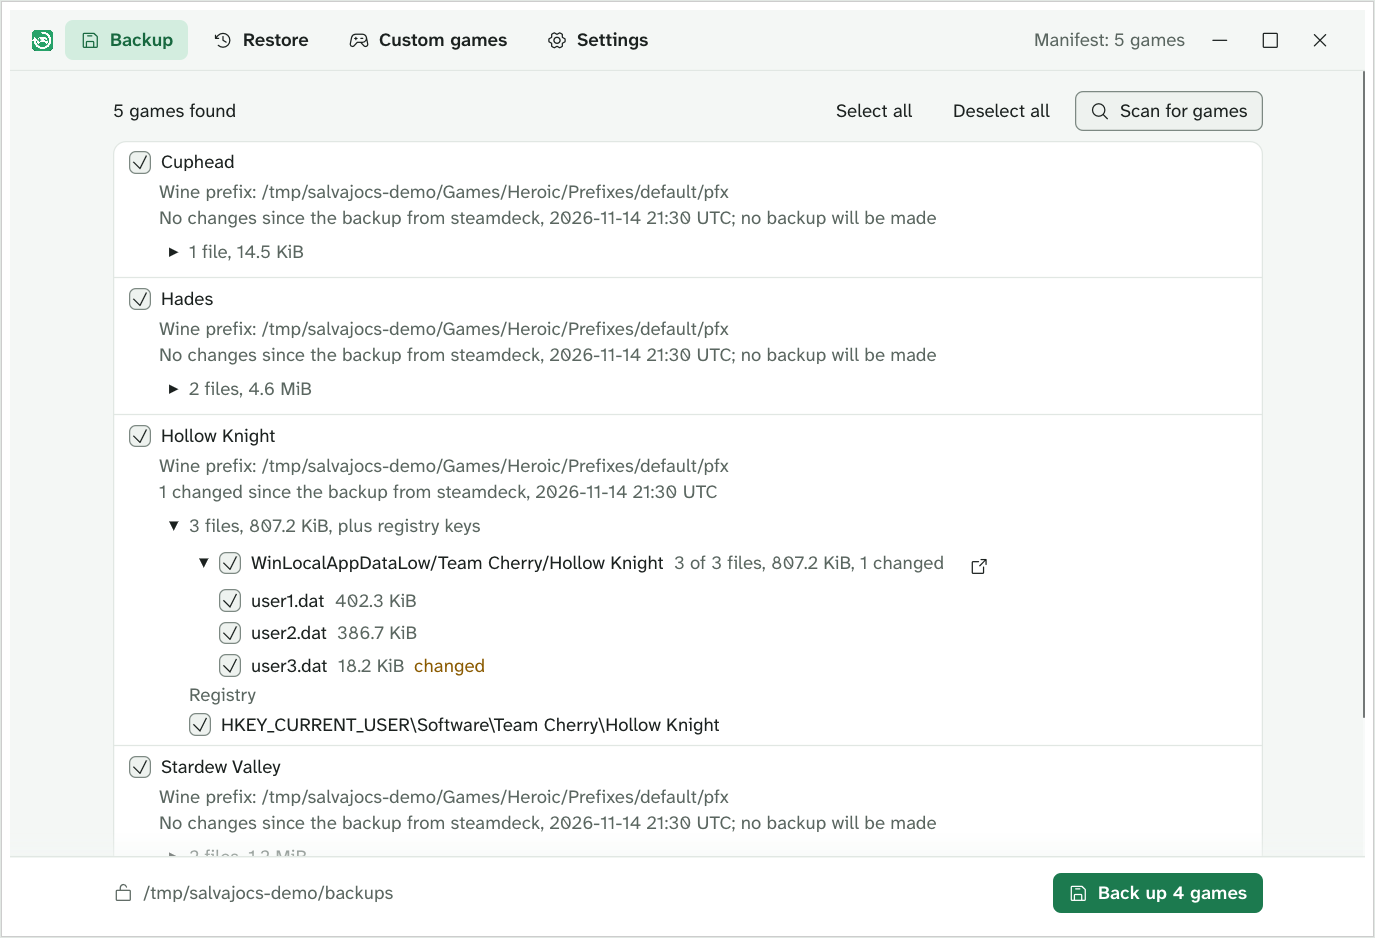 Backup
Restore
Custom games
Settings
Manifest: 5 games
5 games found
Select all
Deselect all
Scan for games
Cuphead
Wine prefix: /tmp/salvajocs-demo/Games/Heroic/Prefixes/default/pfx
No changes since the backup from steamdeck, 2026-11-14 21:30 UTC; no backup will be made
1 file, 14.5 KiB
Hades
Wine prefix: /tmp/salvajocs-demo/Games/Heroic/Prefixes/default/pfx
No changes since the backup from steamdeck, 2026-11-14 21:30 UTC; no backup will be made
2 files, 4.6 MiB
Hollow Knight
Wine prefix: /tmp/salvajocs-demo/Games/Heroic/Prefixes/default/pfx
1 changed since the backup from steamdeck, 2026-11-14 21:30 UTC
3 files, 807.2 KiB, plus registry keys
WinLocalAppDataLow/Team Cherry/Hollow Knight 3 of 3 files, 807.2 KiB, 1 changed
user1.dat 402.3 KiB
user2.dat 386.7 KiB
user3.dat 18.2 KiB changed
Registry
HKEY_CURRENT_USER\Software\Team Cherry\Hollow Knight
Stardew Valley
Wine prefix: /tmp/salvajocs-demo/Games/Heroic/Prefixes/default/pfx
No changes since the backup from steamdeck, 2026-11-14 21:30 UTC; no backup will be made
files, 1.2 MiB
/tmp/salvajocs-demo/backups
Back up 4 games